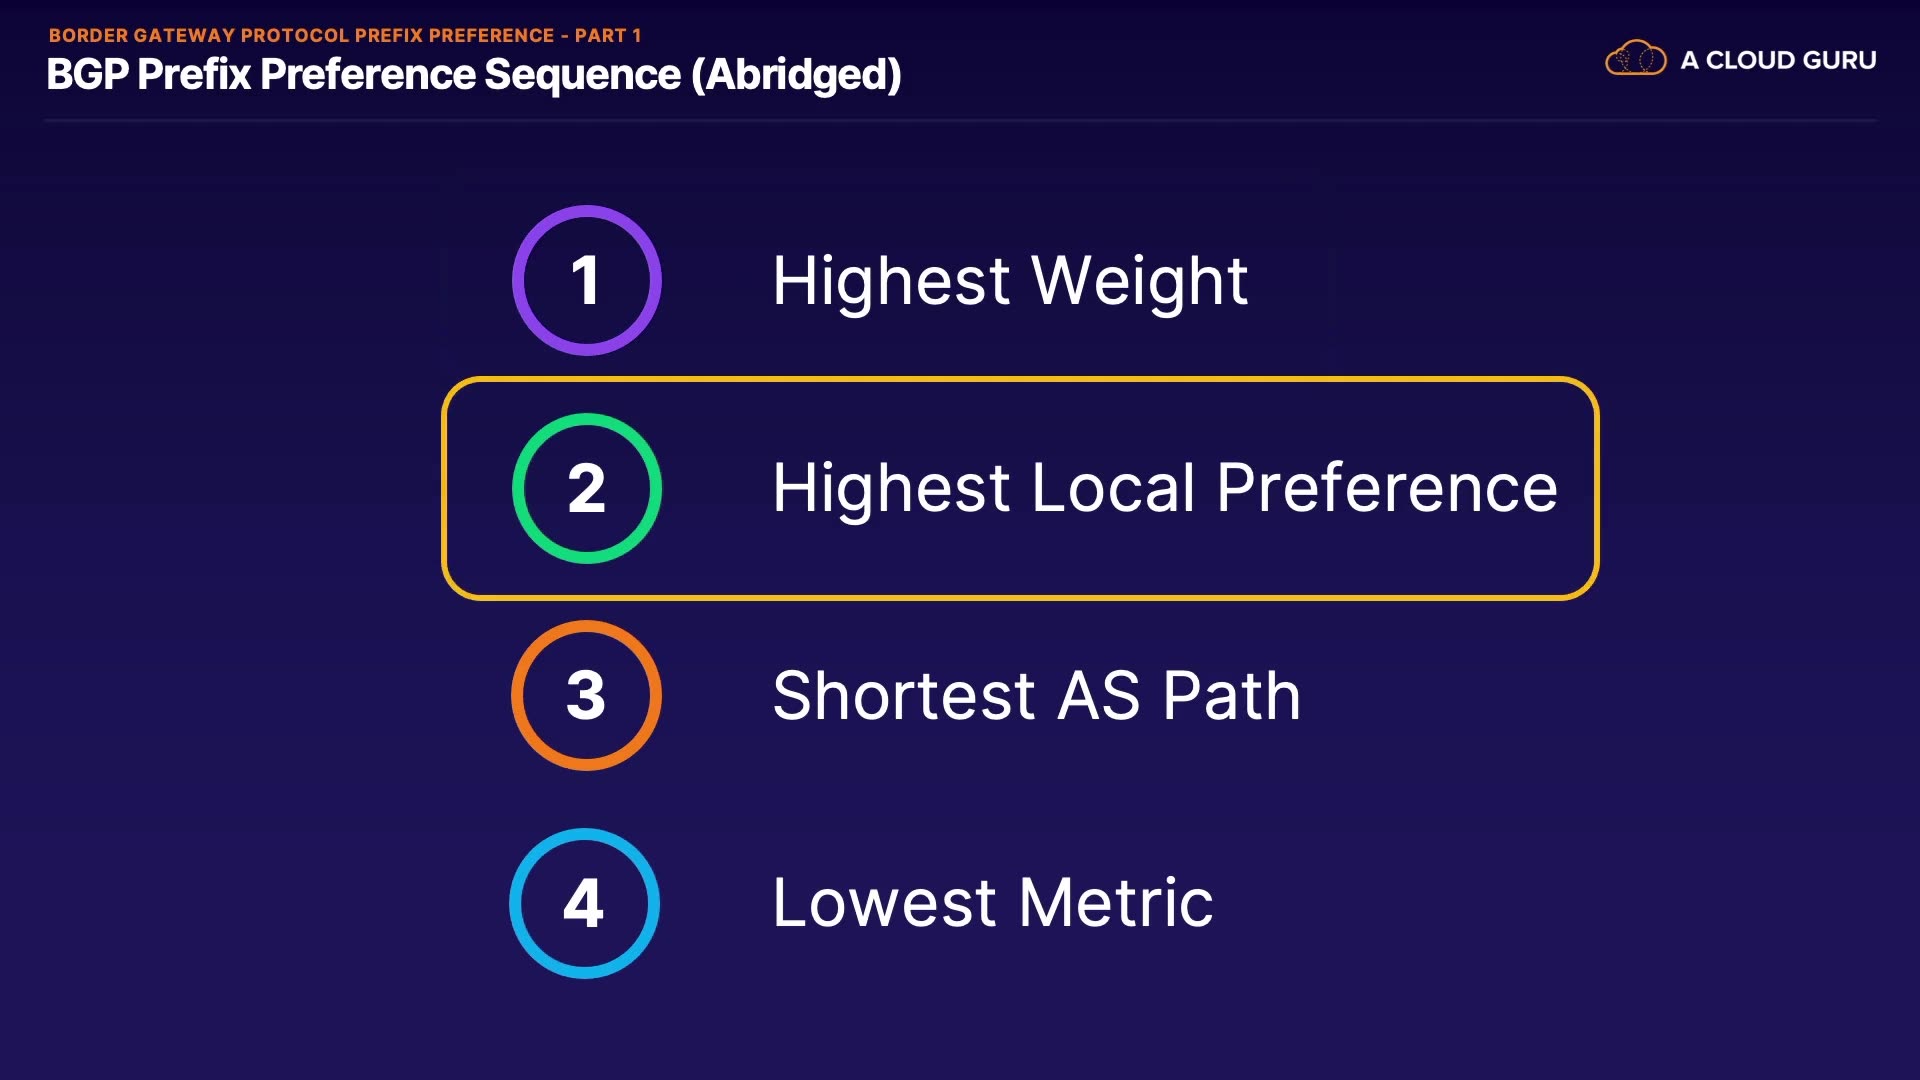 BORDER GATEWAY PROTOCOL PREFIX PREFERENCE - PART 1
BGP Prefix Preference Sequence (Abridged)
A CLOUD GURU
1 Highest Weight
2 Highest Local Preference
3 Shortest AS Path
4 Lowest Metric